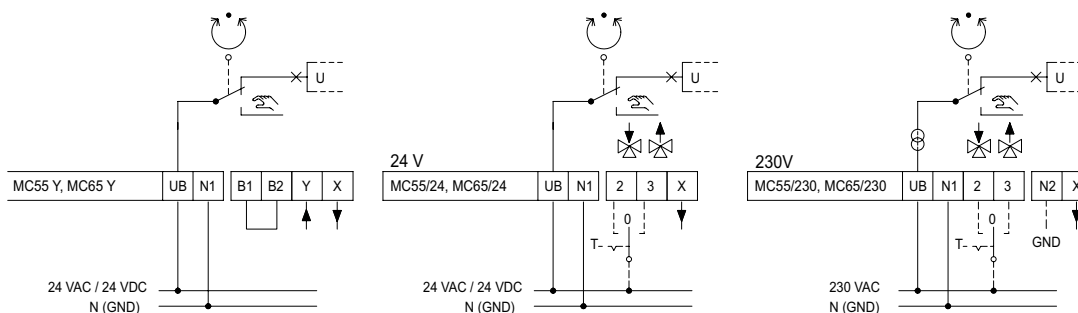 U
MC55 Y, MC65 Y UB N1 B1 B2 Y X
24 VAC / 24 VDC
N (GND)
U
24 V
MC55/24, MC65/24 UB N1 2 3 X
0
T
24 VAC / 24 VDC
N (GND)
U
230V
MC55/230, MC65/230 UB N1 2 3 N2 X
0
T
GND
230 VAC
N (GND)